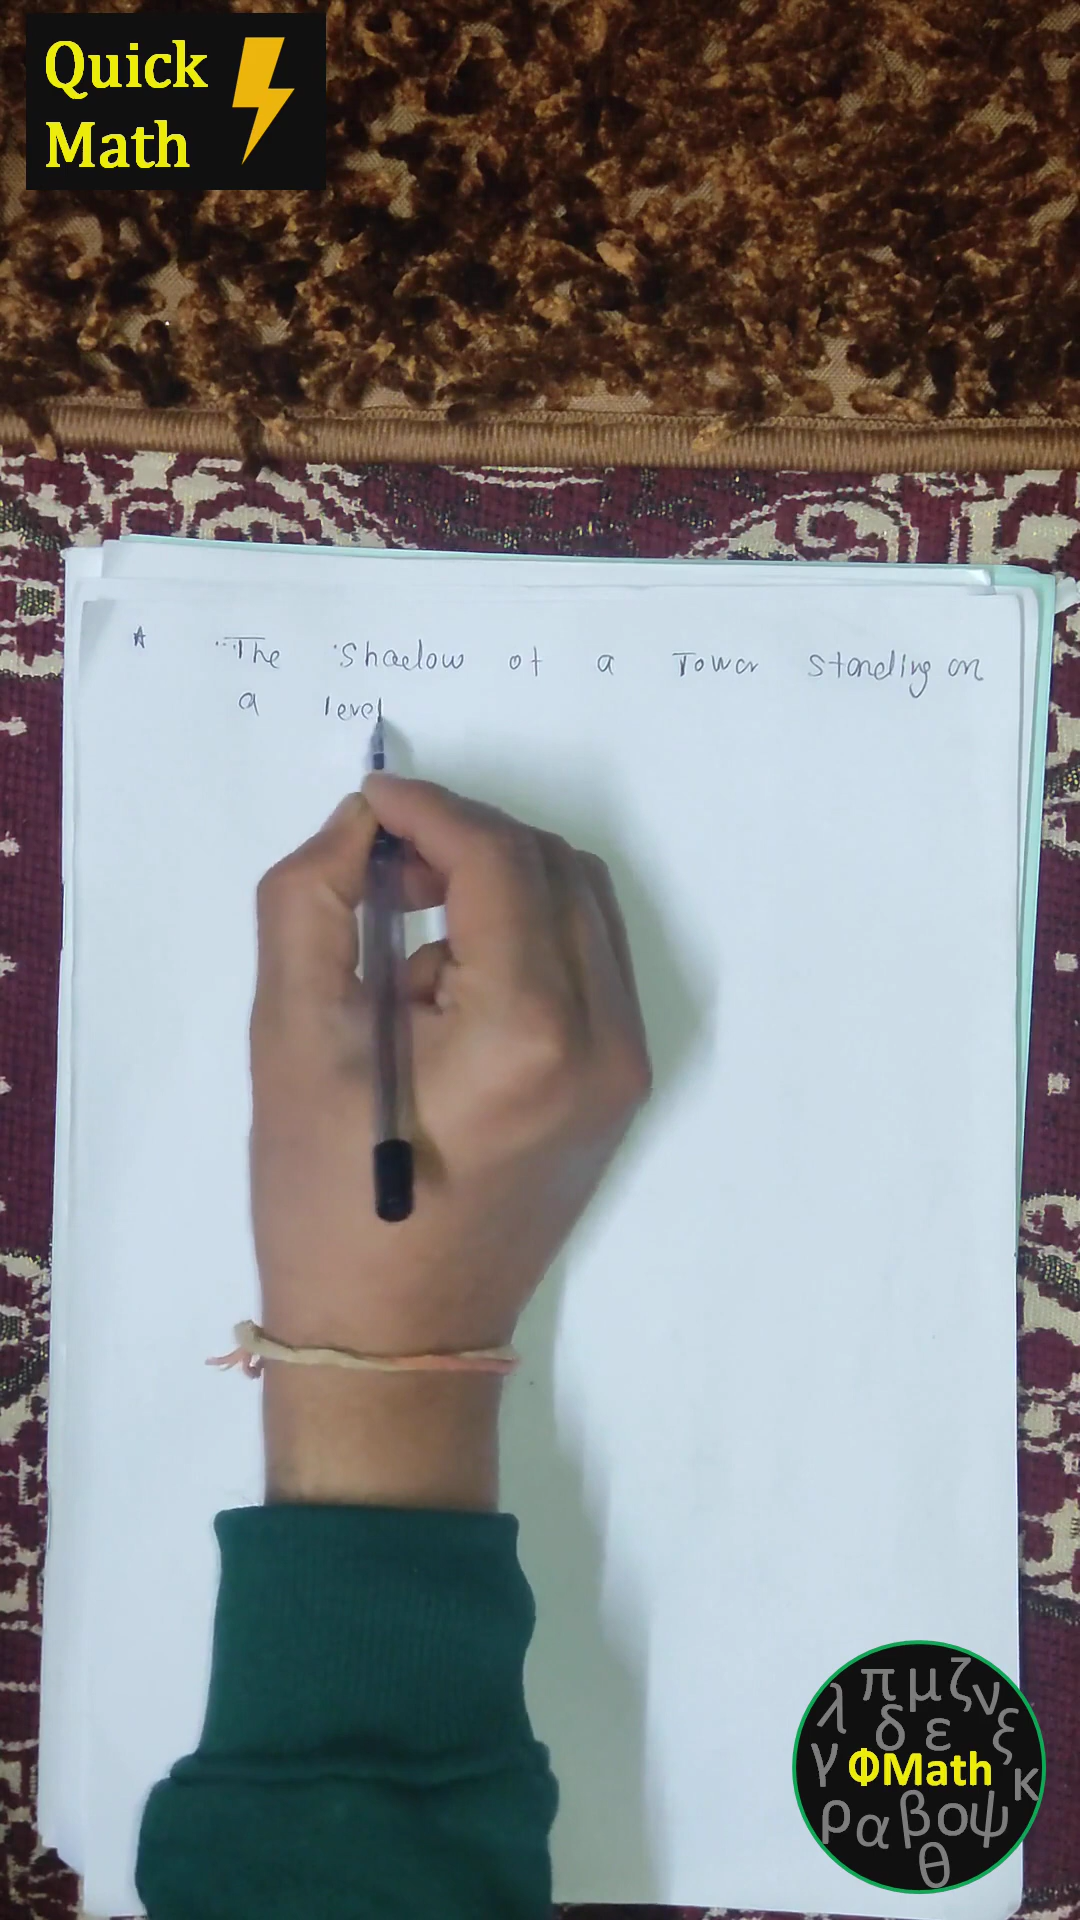 Quick
Math
The Shadow of a Tower Standing on
a level
π μ ζ ν
λ δ ε ξ
γ ΦMath κ
ρ α β ο ψ
θ